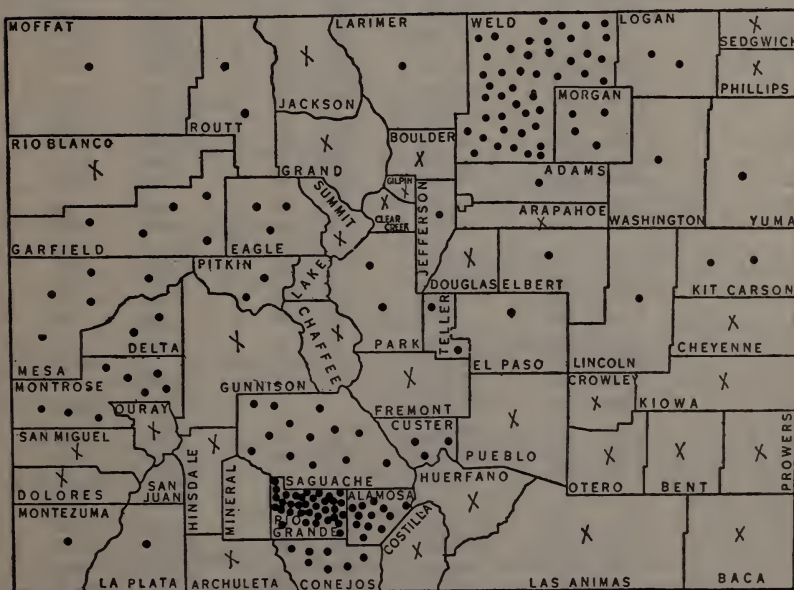 MOFFAT
LARIMER
WELD
LOGAN
SEDGWICK
PHILLIPS
JACKSON
MORGAN
ROUTT
RIO BLANCO
BOULDER
GRAND
GILPIN
ADAMS
SUMMIT
CLEAR CREEK
JEFFERSON
ARAPAHOE
WASHINGTON
YUMA
GARFIELD
EAGLE
PITKIN
LAKE
DOUGLAS
ELBERT
KIT CARSON
CHAFFEE
PARK
TELLER
MESA
DELTA
EL PASO
LINCOLN
CHEYENNE
MONTROSE
GUNNISON
CROWLEY
KIOWA
OURAY
FREMONT
CUSTER
SAN MIGUEL
PUEBLO
PROWERS
HINSDALE
MINERAL
SAGUACHE
HUERFANO
OTERO
BENT
DOLORES
SAN JUAN
ALAMOSA
MONTEZUMA
RIO GRANDE
COSTILLA
LA PLATA
ARCHULETA
CONEJOS
LAS ANIMAS
BACA